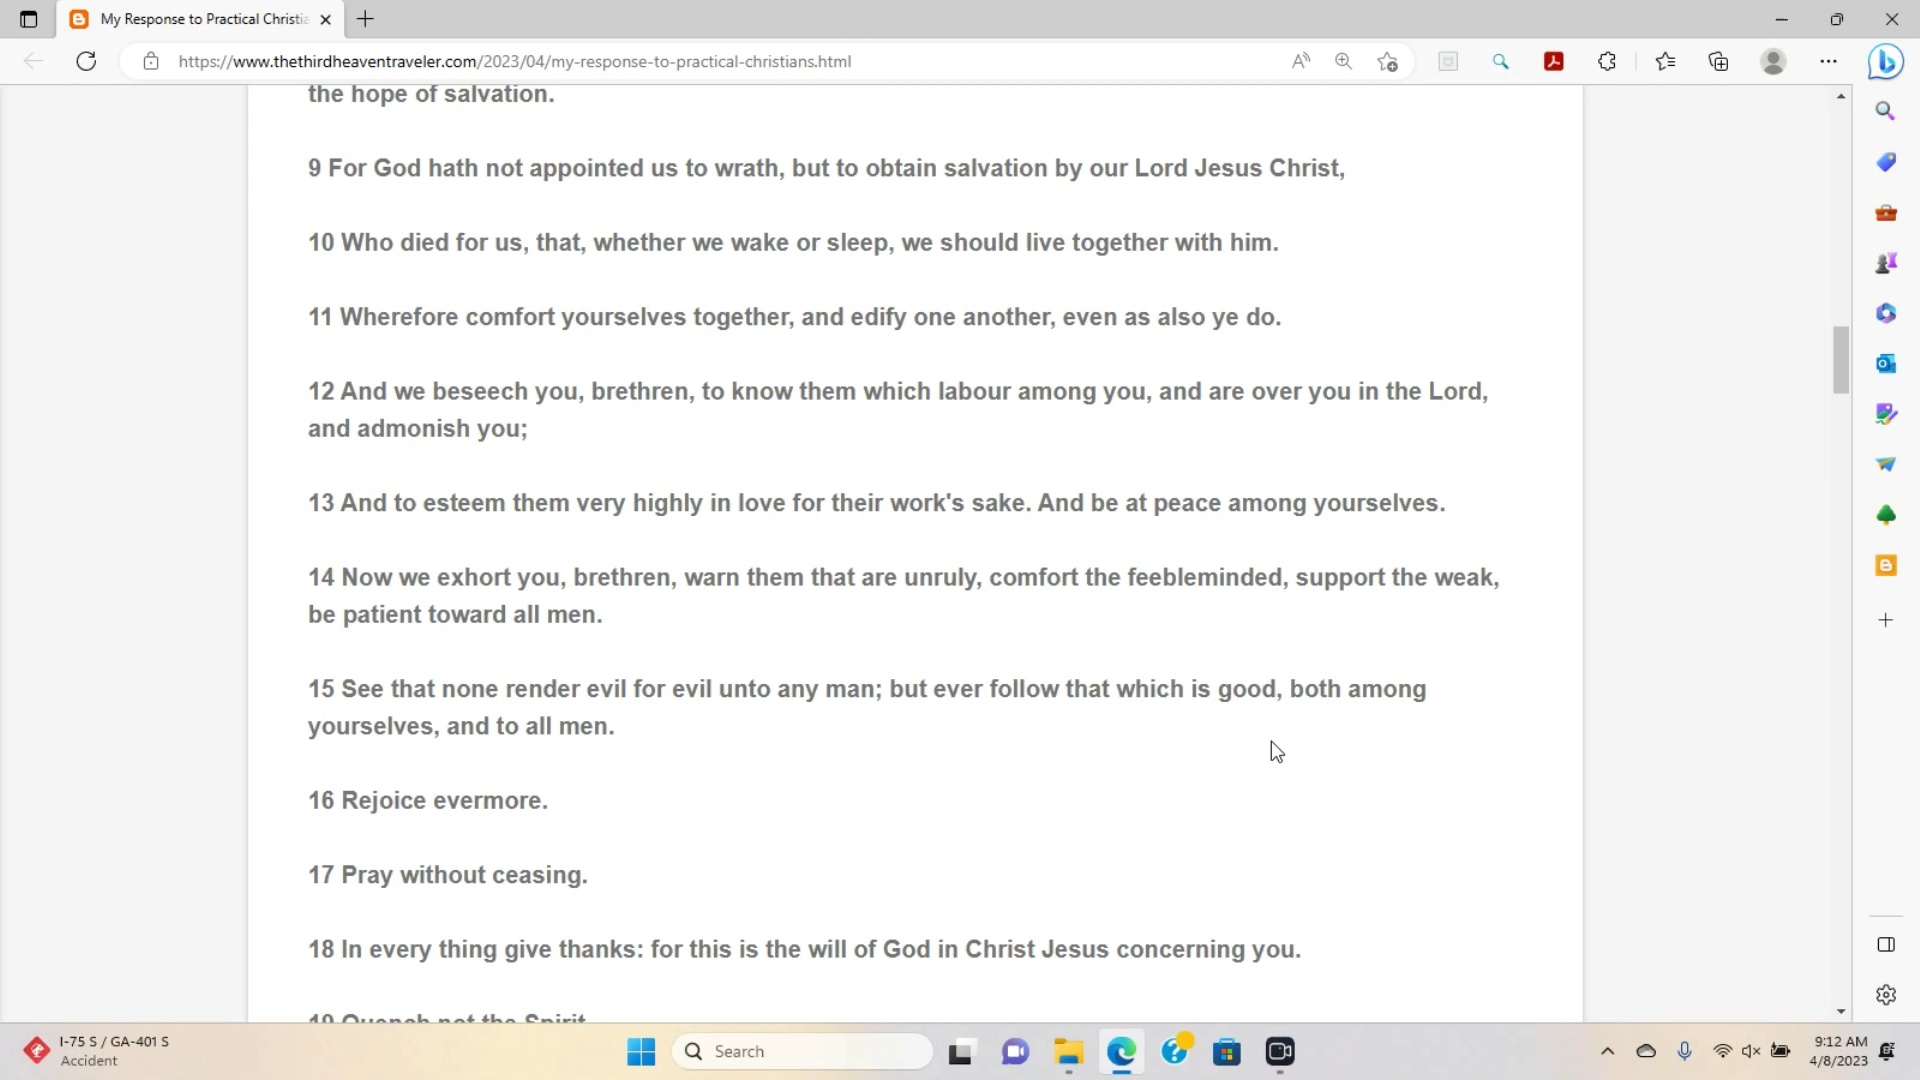 My Response to Practical Christia
https://www.thethirdheaventraveler.com/2023/04/my-response-to-practical-christians.html
the hope of salvation.
9 For God hath not appointed us to wrath, but to obtain salvation by our Lord Jesus Christ,
10 Who died for us, that, whether we wake or sleep, we should live together with him.
11 Wherefore comfort yourselves together, and edify one another, even as also ye do.
12 And we beseech you, brethren, to know them which labour among you, and are over you in the Lord,
and admonish you;
13 And to esteem them very highly in love for their work's sake. And be at peace among yourselves.
14 Now we exhort you, brethren, warn them that are unruly, comfort the feebleminded, support the weak,
be patient toward all men.
15 See that none render evil for evil unto any man; but ever follow that which is good, both among
yourselves, and to all men.
16 Rejoice evermore.
17 Pray without ceasing.
18 In every thing give thanks: for this is the will of God in Christ Jesus concerning you.
19 Quench not the Spirit
I-75 S / GA-401 S
Accident
Search
9:12 AM
4/8/2023